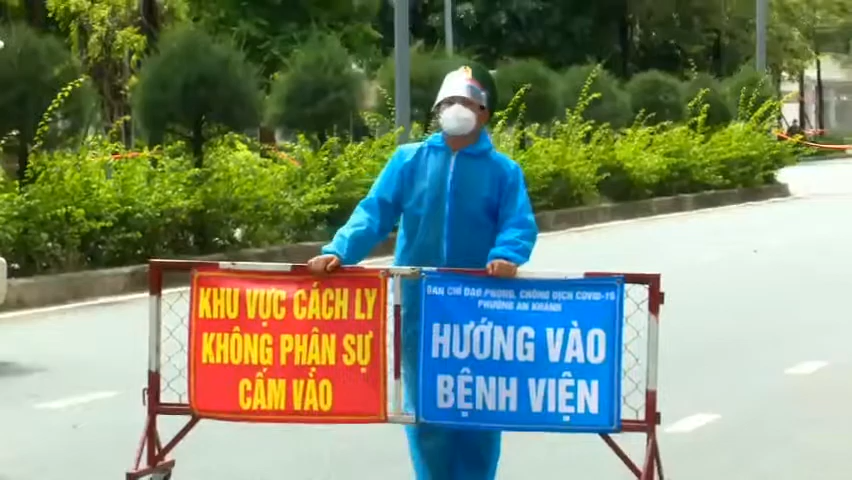 KHU VỰC CÁCH LY
KHÔNG PHẬN SỰ
CẤM VÀO
BAN CHỈ ĐẠO PHÒNG, CHỐNG DỊCH COVID-19
PHƯỜNG AN KHÁNH
HƯỚNG VÀO
BỆNH VIỆN